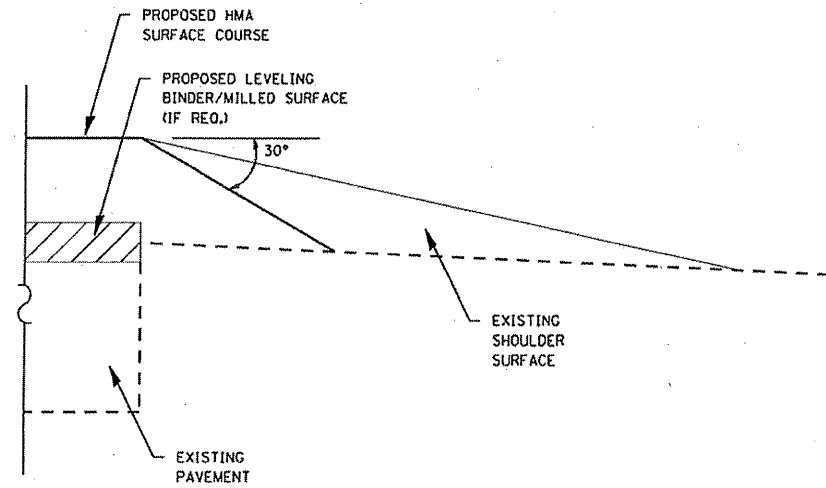 PROPOSED HMA
SURFACE COURSE
PROPOSED LEVELING
BINDER/MILLED SURFACE
(IF REQ.)
30°
EXISTING
SHOULDER
SURFACE
EXISTING
PAVEMENT